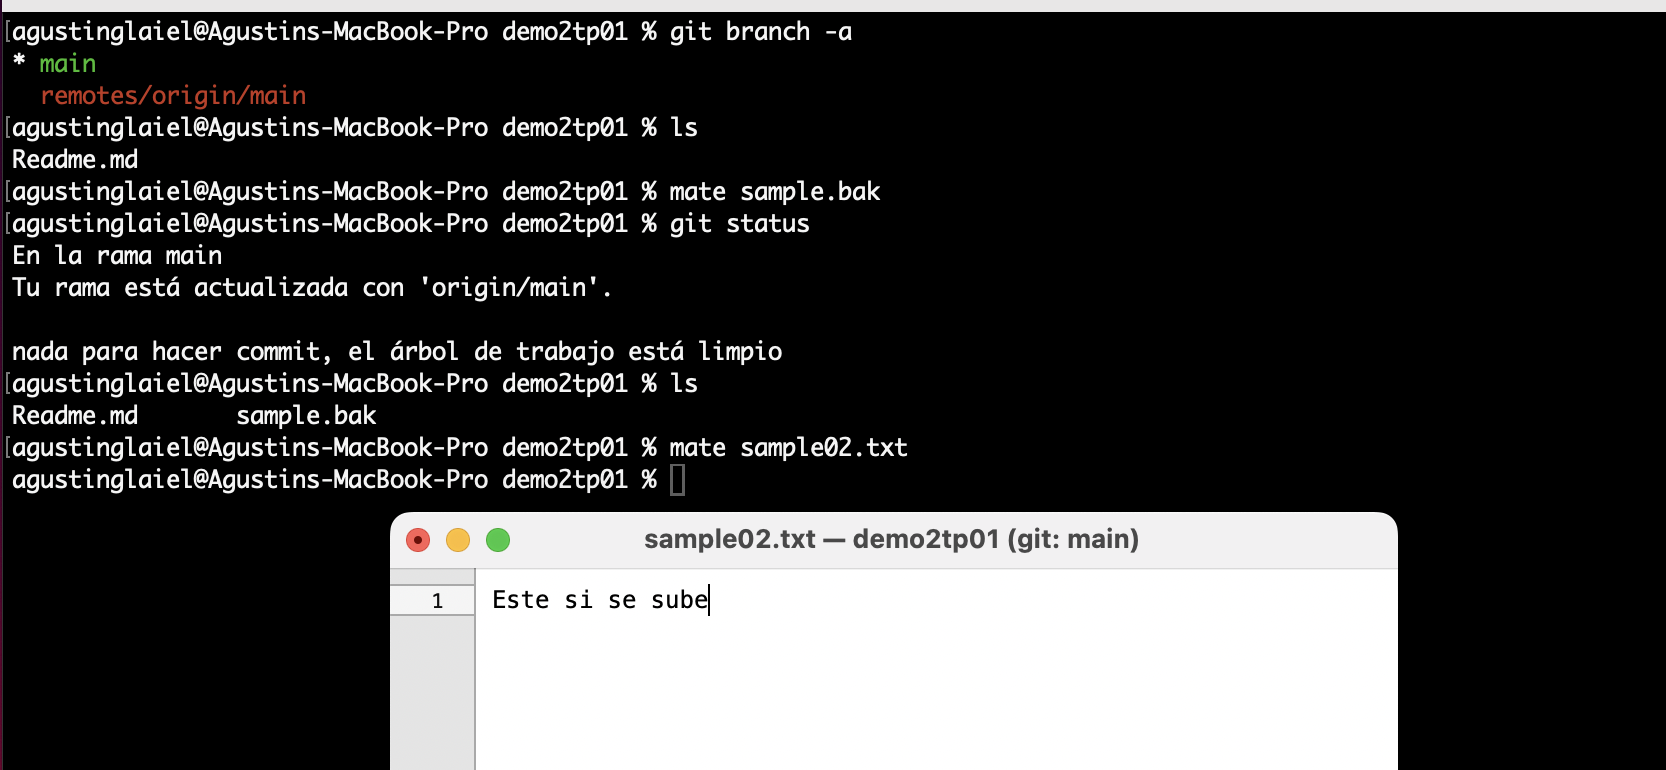 [agustinglaiel@Agustins-MacBook-Pro demo2tp01 % git branch -a
* main
remotes/origin/main
[agustinglaiel@Agustins-MacBook-Pro demo2tp01 % ls
Readme.md
[agustinglaiel@Agustins-MacBook-Pro demo2tp01 % mate sample.bak
[agustinglaiel@Agustins-MacBook-Pro demo2tp01 % git status
En la rama main
Tu rama está actualizada con 'origin/main'.
nada para hacer commit, el árbol de trabajo está limpio
[agustinglaiel@Agustins-MacBook-Pro demo2tp01 % ls
Readme.md sample.bak
[agustinglaiel@Agustins-MacBook-Pro demo2tp01 % mate sample02.txt
agustinglaiel@Agustins-MacBook-Pro demo2tp01 %
sample02.txt — demo2tp01 (git: main)
1 Este si se sube